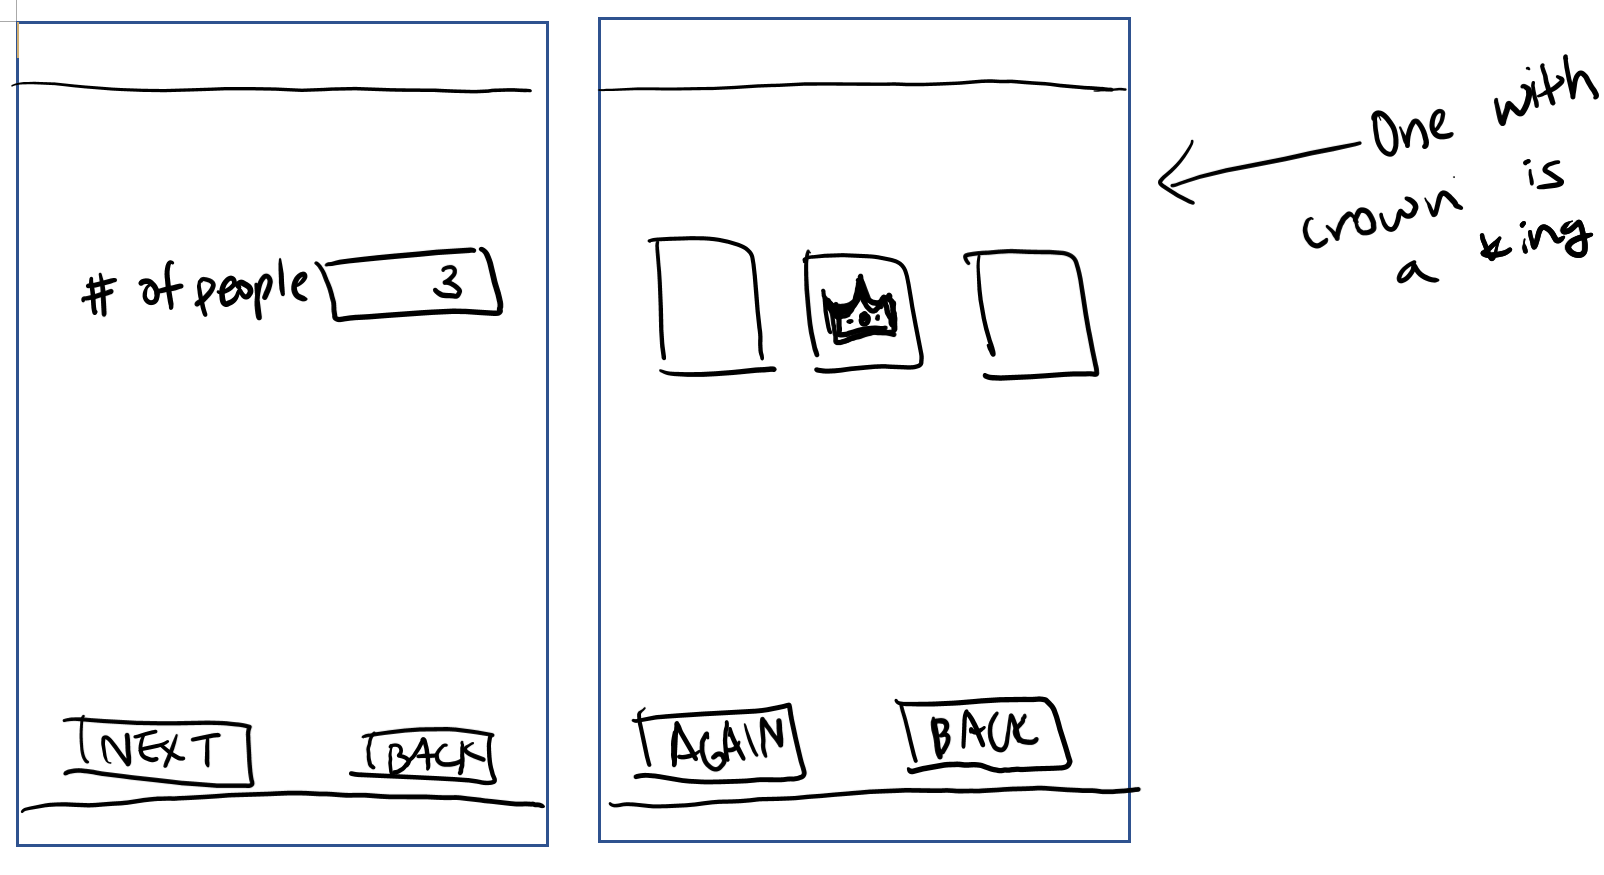 # of people 3
NEXT
BACK
AGAIN
BACK
One with
crown is
a king